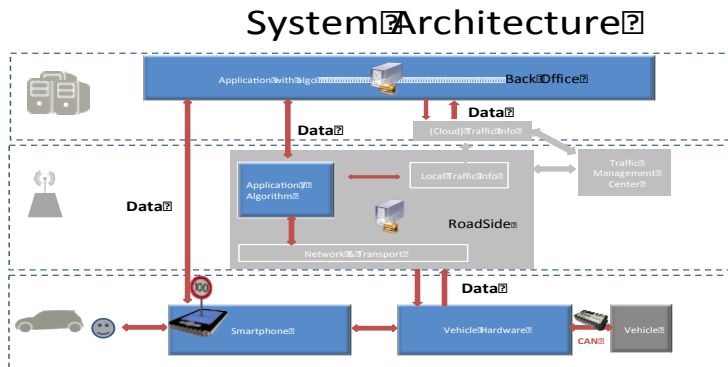 System Architecture
Application with algo
Back Office
Data
Data
(Cloud) Traffic Info
Application / Algorithm
Local Traffic Info
Traffic
Management
Center
Data
RoadSide
Network & Transport
100
Data
Smartphone
Vehicle Hardware
CAN
Vehicle